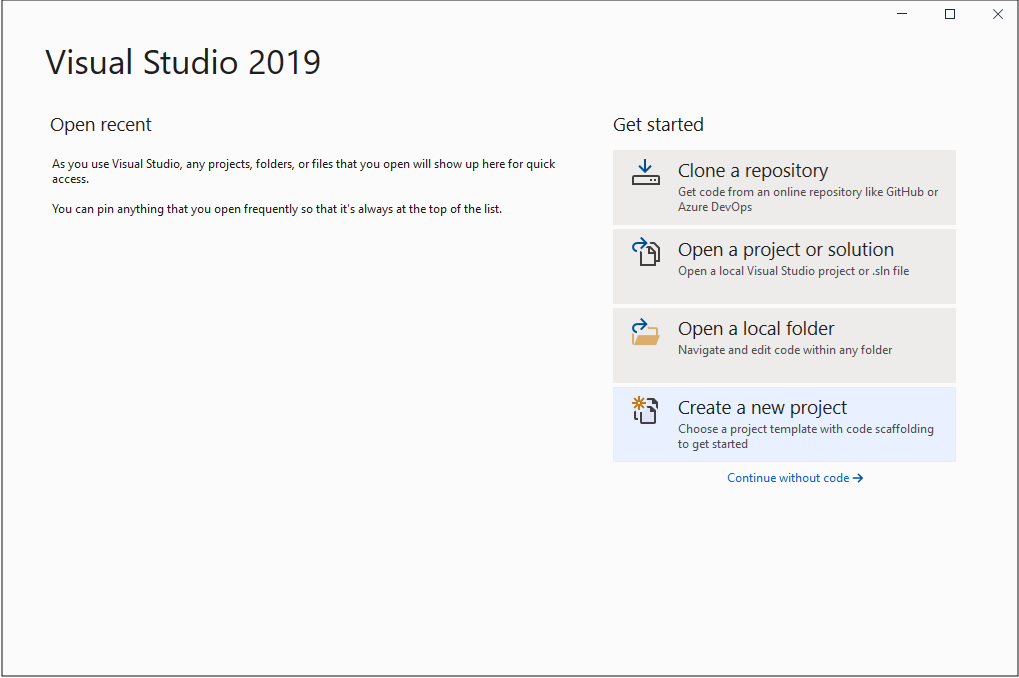 Visual Studio 2019
Open recent
As you use Visual Studio, any projects, folders, or files that you open will show up here for quick
access.
You can pin anything that you open frequently so that it's always at the top of the list.
Get started
Clone a repository
Get code from an online repository like GitHub or
Azure DevOps
Open a project or solution
Open a local Visual Studio project or .sln file
Open a local folder
Navigate and edit code within any folder
Create a new project
Choose a project template with code scaffolding
to get started
Continue without code →